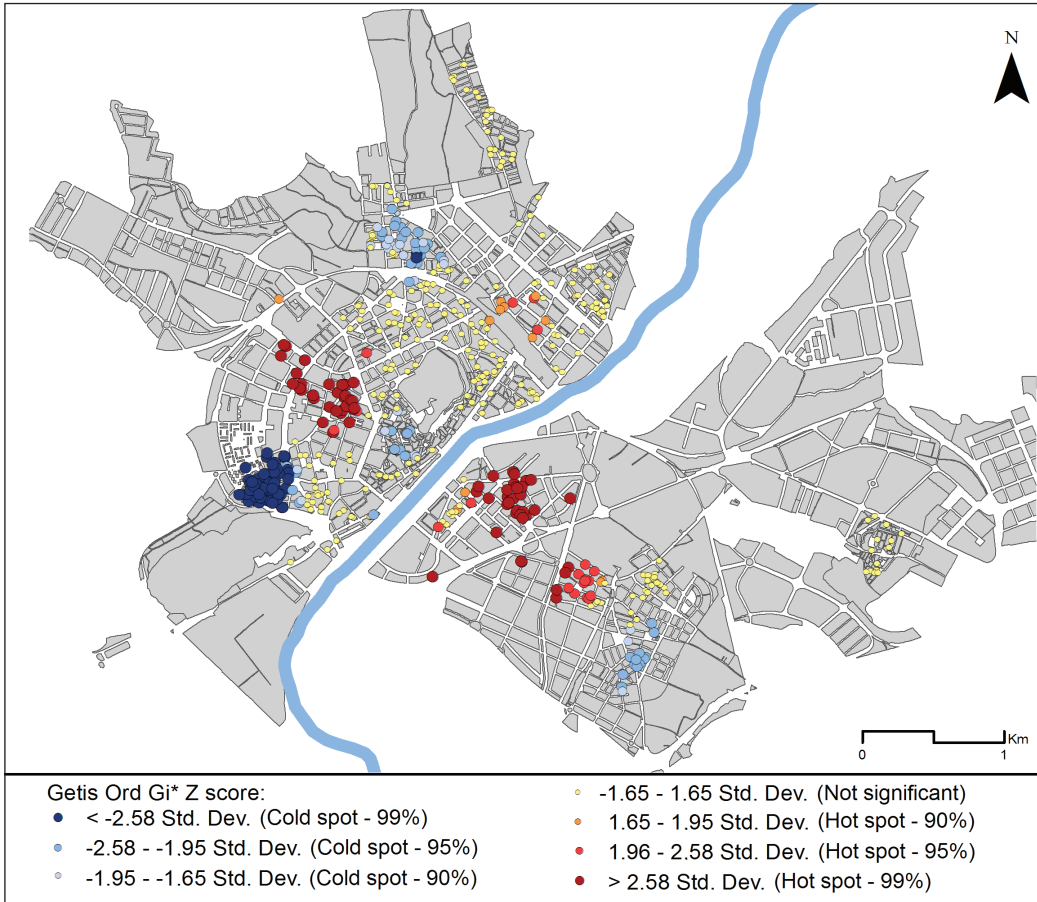 N
Km
0 1
Getis Ord Gi* Z score:
< -2.58 Std. Dev. (Cold spot - 99%)
-2.58 - -1.95 Std. Dev. (Cold spot - 95%)
-1.95 - -1.65 Std. Dev. (Cold spot - 90%)
-1.65 - 1.65 Std. Dev. (Not significant)
1.65 - 1.95 Std. Dev. (Hot spot - 90%)
1.96 - 2.58 Std. Dev. (Hot spot - 95%)
> 2.58 Std. Dev. (Hot spot - 99%)